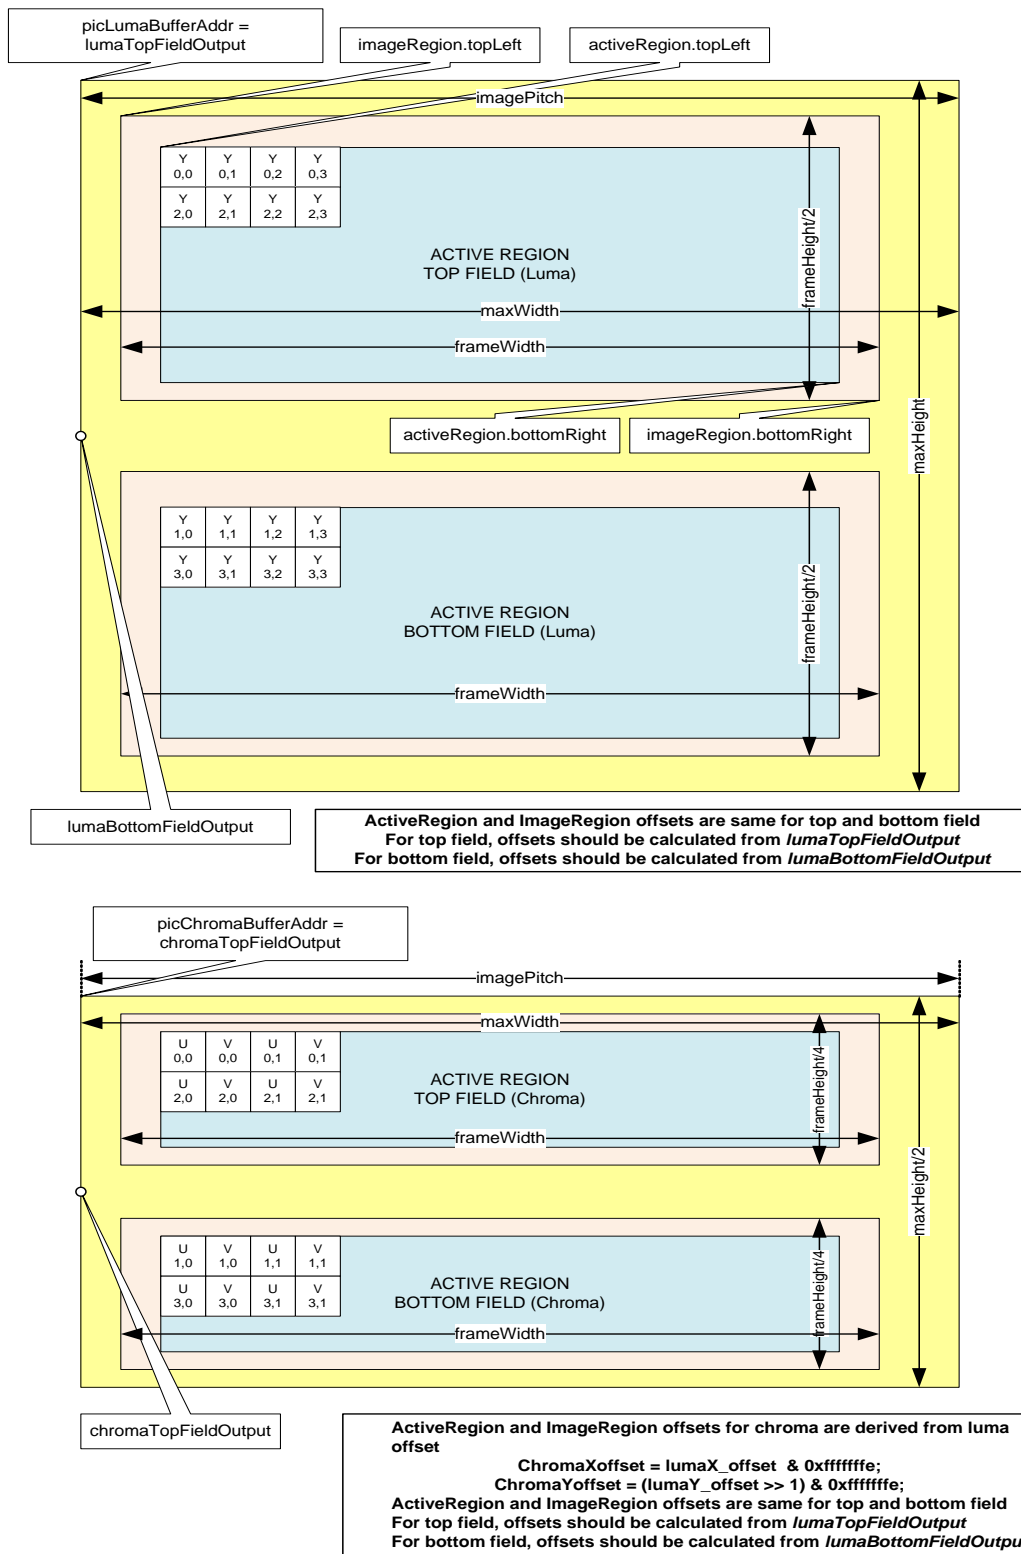 picLumaBufferAddr =
lumaTopFieldOutput
imageRegion.topLeft
activeRegion.topLeft
imagePitch
Y Y Y Y
0,0 0,1 0,2 0,3
Y Y Y Y
2,0 2,1 2,2 2,3
ACTIVE REGION
TOP FIELD (Luma)
frameHeight/2
maxWidth
frameWidth
activeRegion.bottomRight
imageRegion.bottomRight
maxHeight
Y Y Y Y
1,0 1,1 1,2 1,3
Y Y Y Y
3,0 3,1 3,2 3,3
ACTIVE REGION
BOTTOM FIELD (Luma)
frameHeight/2
frameWidth
lumaBottomFieldOutput
ActiveRegion and ImageRegion offsets are same for top and bottom field
For top field, offsets should be calculated from lumaTopFieldOutput
For bottom field, offsets should be calculated from lumaBottomFieldOutput
picChromaBufferAddr =
chromaTopFieldOutput
imagePitch
maxWidth
U V U V
0,0 0,0 0,1 0,1
U V U V
2,0 2,0 2,1 2,1
ACTIVE REGION
TOP FIELD (Chroma)
frameHeight/4
frameWidth
maxHeight/2
U V U V
1,0 1,0 1,1 1,1
U V U V
3,0 3,0 3,1 3,1
ACTIVE REGION
BOTTOM FIELD (Chroma)
frameHeight/4
frameWidth
chromaTopFieldOutput
ActiveRegion and ImageRegion offsets for chroma are derived from luma
offset
ChromaXoffset = lumaX_offset & 0xfffffffe;
ChromaYoffset = (lumaY_offset >> 1) & 0xfffffffe;
ActiveRegion and ImageRegion offsets are same for top and bottom field
For top field, offsets should be calculated from lumaTopFieldOutput
For bottom field, offsets should be calculated from lumaBottomFieldOutpu